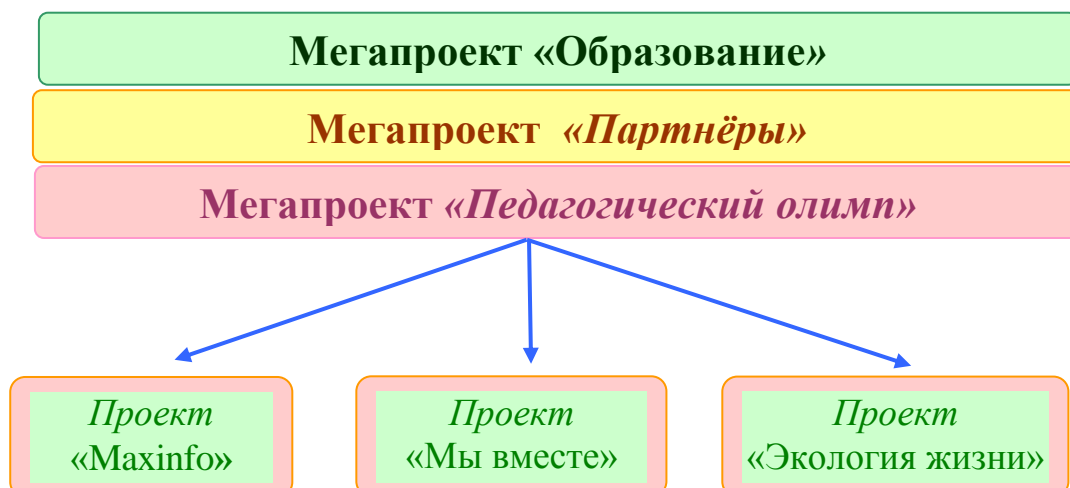 Мегапроект «Образование»
Мегапроект «Партнёры»
Мегапроект «Педагогический олимп»
Проект
«Maxinfo»
Проект
«Мы вместе»
Проект
«Экология жизни»